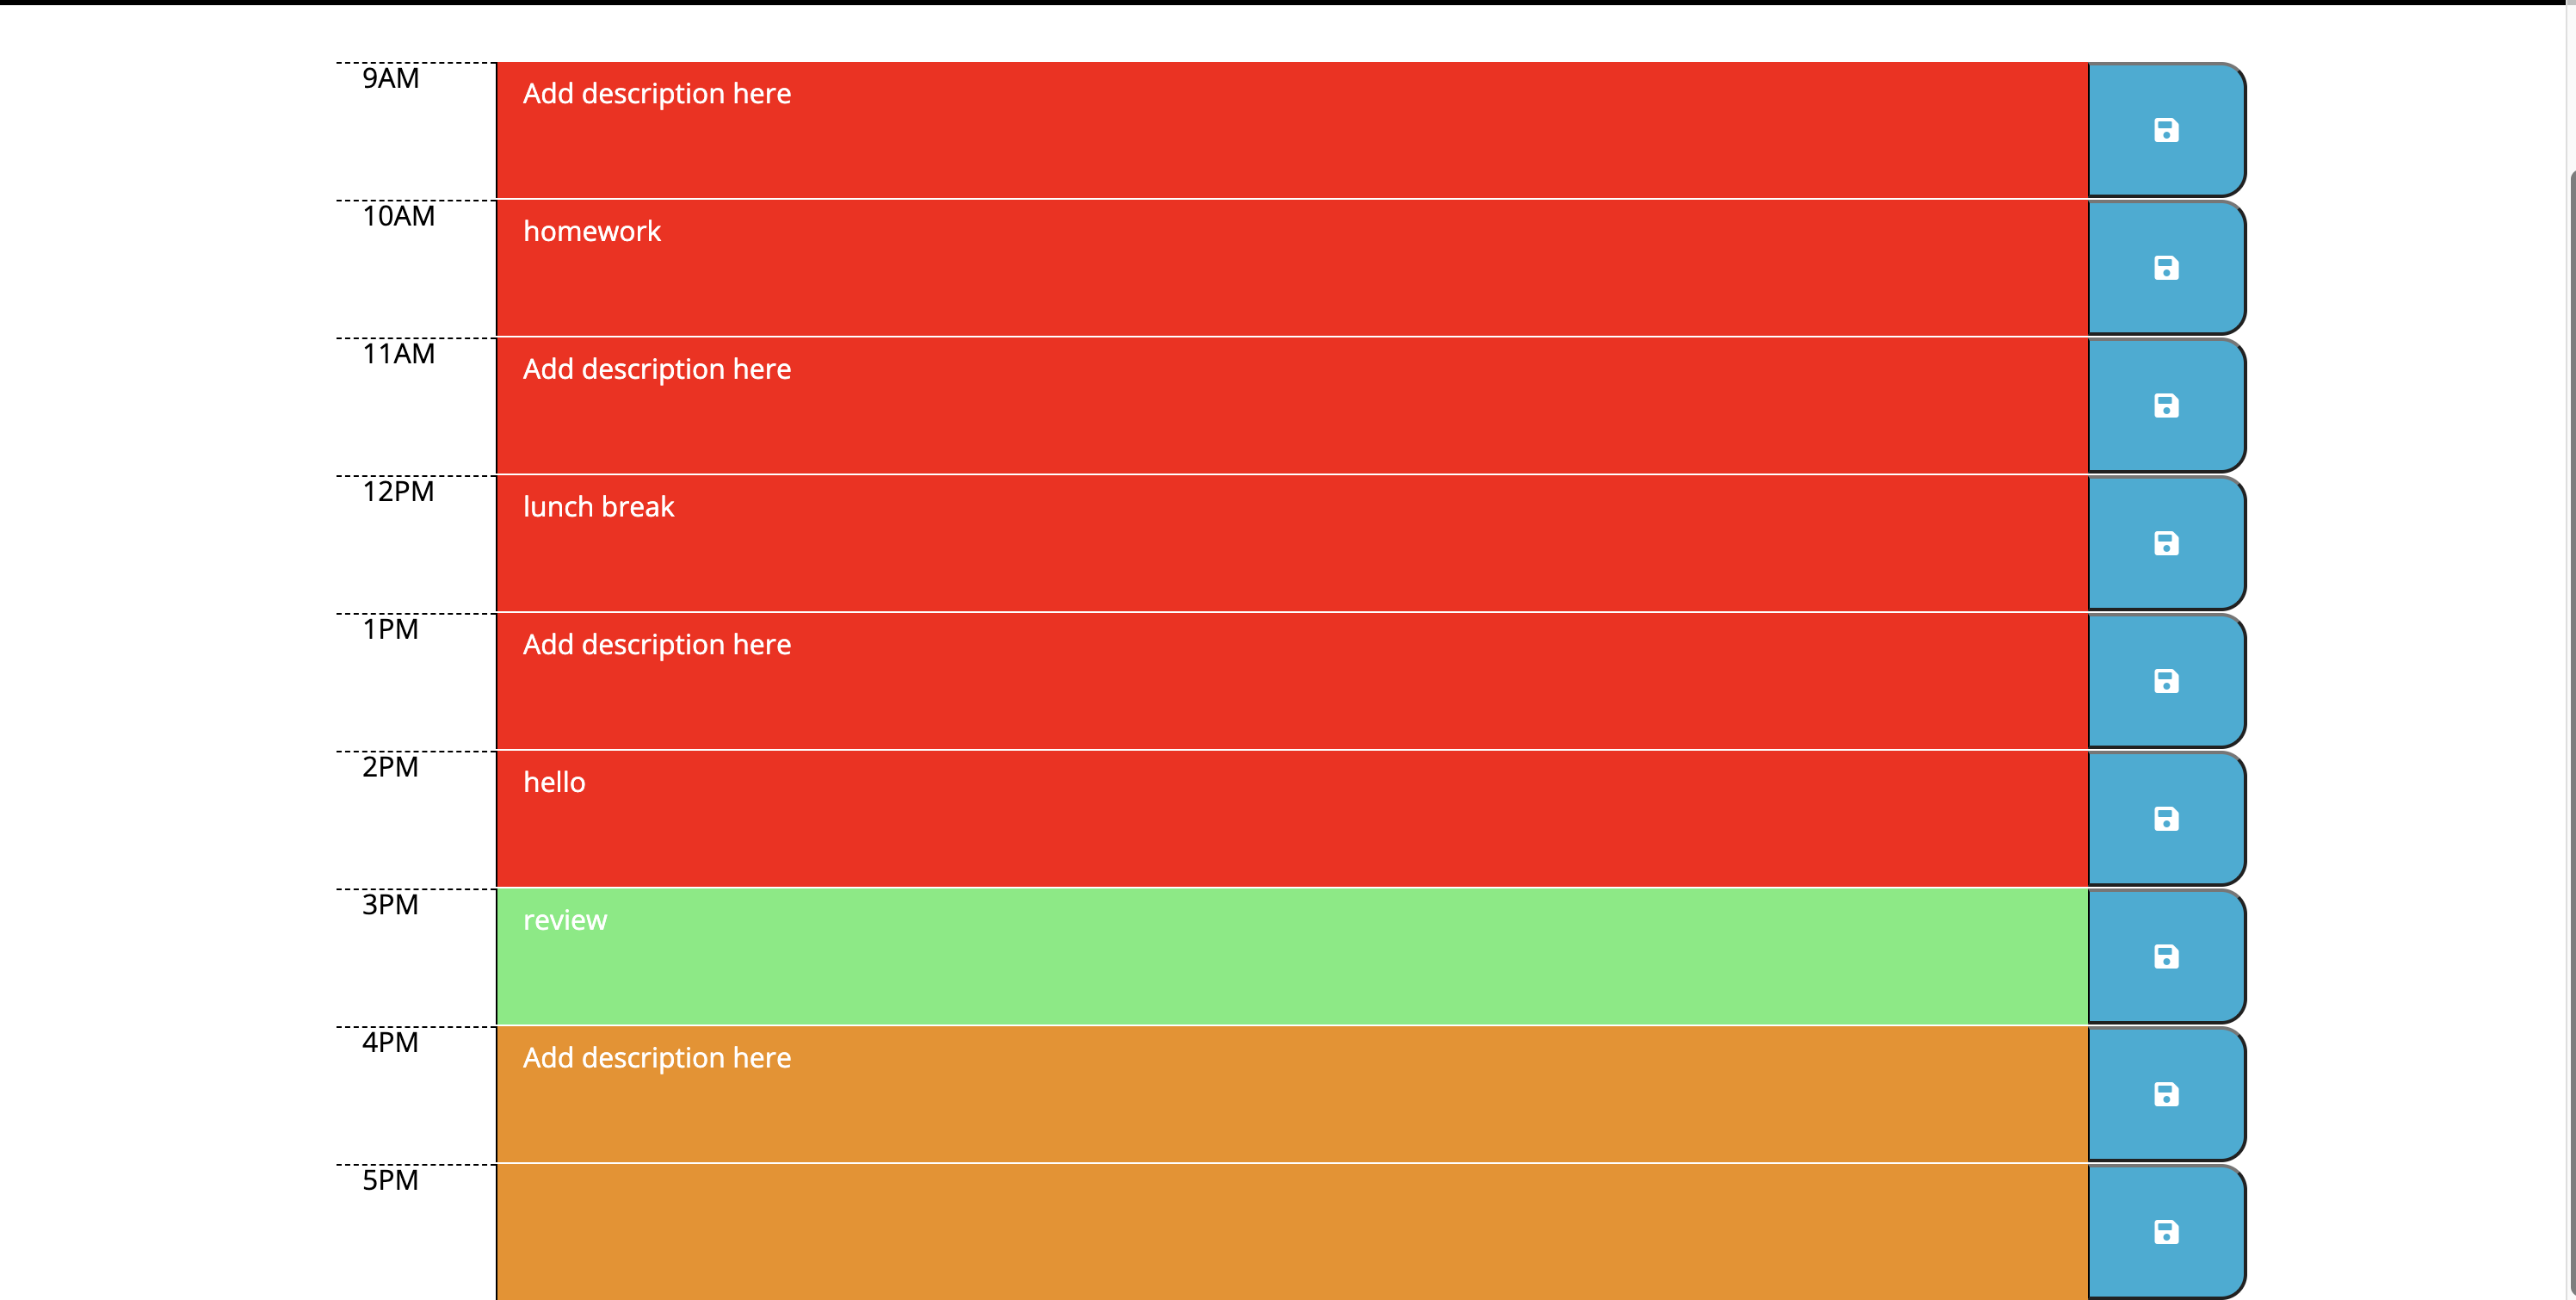 9AM
Add description here
10AM
homework
11AM
Add description here
12PM
lunch break
1PM
Add description here
2PM
hello
3PM
review
4PM
Add description here
5PM